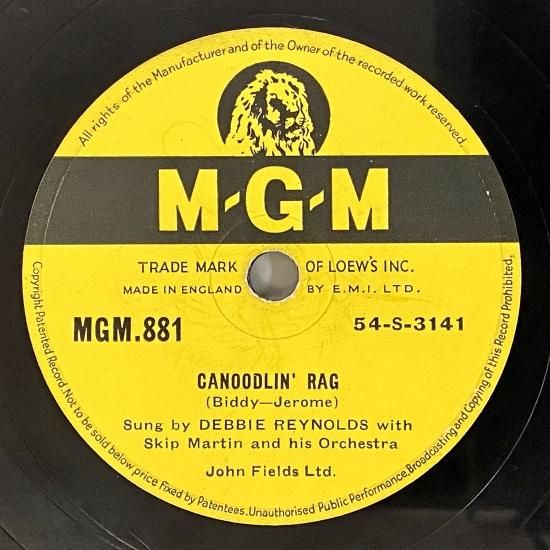 All rights of the Manufacturer and of the Owner of the recorded work reserved.
M-G-M
TRADE MARK OF LOEW'S INC.
MADE IN ENGLAND BY E.M.I. LTD.
MGM.881 54-S-3141
CANOODLIN' RAG
(Biddy—Jerome)
Sung by DEBBIE REYNOLDS with
Skip Martin and his Orchestra
John Fields Ltd.
Copyright Patented Record. Not to be sold below price fixed by Patentees. Unauthorised Public Performance, Broadcasting and Copying of this Record Prohibited.